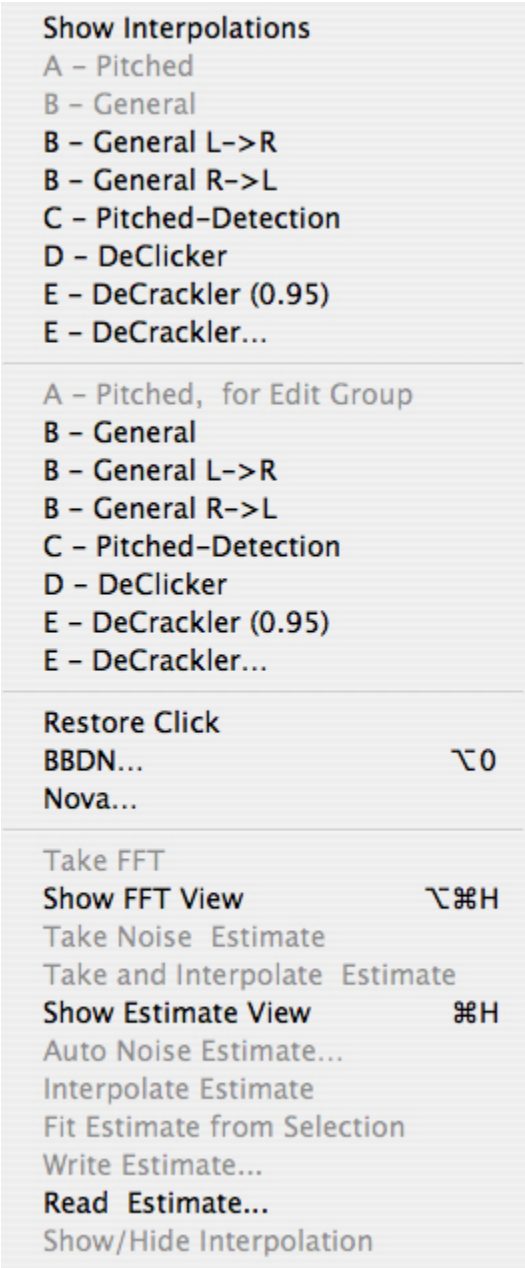 Show Interpolations
A – Pitched
B – General
B – General L–>R
B – General R–>L
C – Pitched–Detection
D – DeClicker
E – DeCrackler (0.95)
E – DeCrackler...
A – Pitched,  for Edit Group
B – General
B – General L–>R
B – General R–>L
C – Pitched–Detection
D – DeClicker
E – DeCrackler (0.95)
E – DeCrackler...
Restore Click
BBDN... ⌥0
Nova...
Take FFT
Show FFT View ⌥⌘H
Take Noise  Estimate
Take and Interpolate  Estimate
Show Estimate View ⌘H
Auto Noise Estimate...
Interpolate Estimate
Fit Estimate from Selection
Write Estimate...
Read  Estimate...
Show/Hide Interpolation